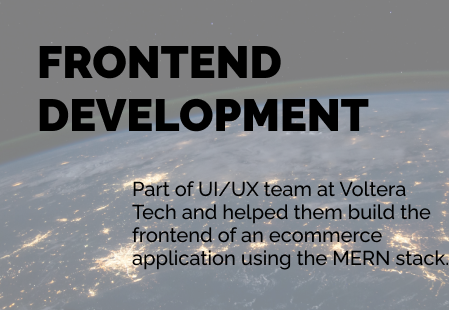 FRONTEND
DEVELOPMENT
Part of UI/UX team at Voltera
Tech and helped them build the
frontend of an ecommerce
application using the MERN stack.